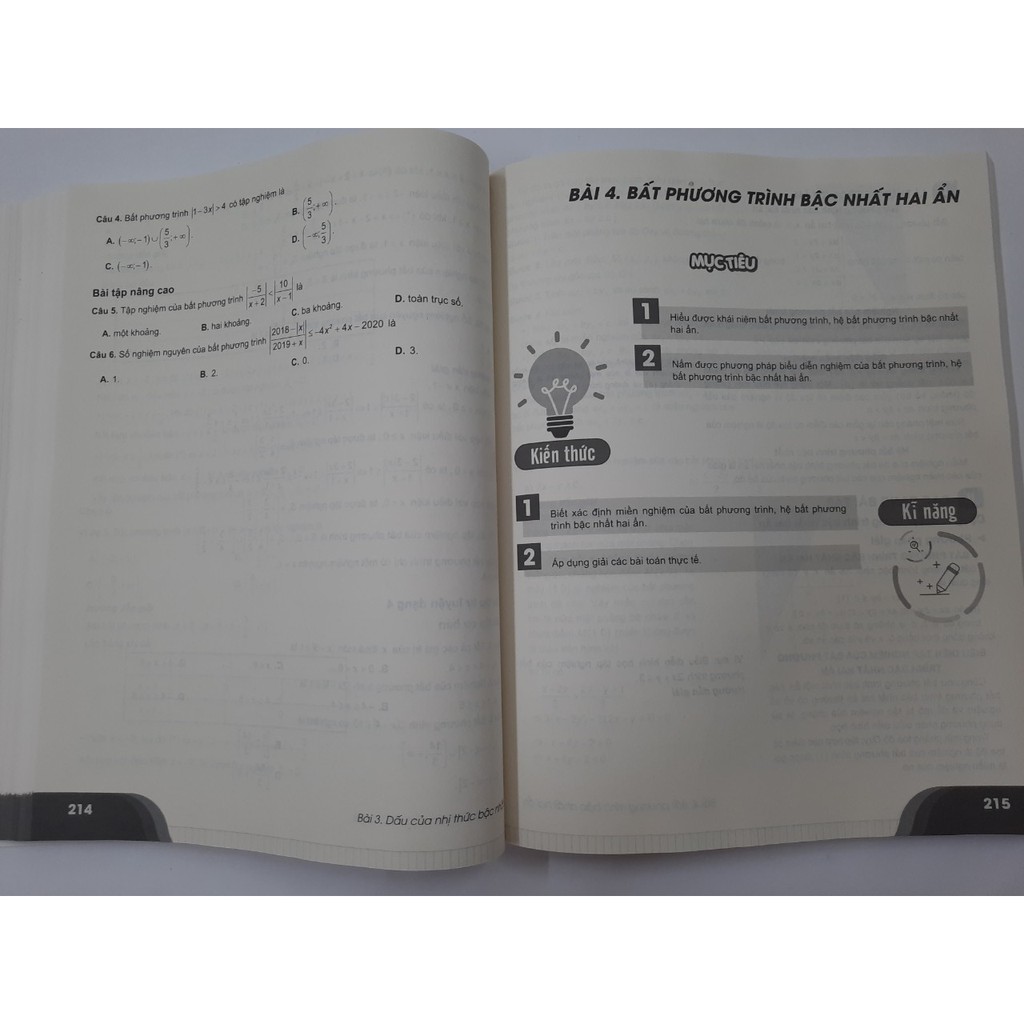 Câu 4. Bất phương trình |1−3x| > 4 có tập nghiệm là
A. (−∞;−1)∪(5/3;+∞).
B. (5/3;+∞).
C. (−∞;−1).
D. (−∞;5/3).
Bài tập nâng cao
Câu 5. Tập nghiệm của bất phương trình |−5/(x+2)| < |10/(x−1)| là
A. một khoảng.
B. hai khoảng.
C. ba khoảng.
D. toàn trục số.
Câu 6. Số nghiệm nguyên của bất phương trình |(2018−|x|)/(2019+x)| ≤ −4x²+4x−2020 là
A. 1.
B. 2.
C. 0.
D. 3.
214
Bài 3. Dấu của nhị thức bậc
BÀI 4. BẤT PHƯƠNG TRÌNH BẬC NHẤT HAI ẨN
MỤC TIÊU
1 Hiểu được khái niệm bất phương trình, hệ bất phương trình bậc nhất
hai ẩn.
2 Nắm được phương pháp biểu diễn nghiệm của bất phương trình, hệ
bất phương trình bậc nhất hai ẩn.
Kiến thức
1 Biết xác định miền nghiệm của bất phương trình, hệ bất phương
trình bậc nhất hai ẩn.
2 Áp dụng giải các bài toán thực tế.
Kĩ năng
215